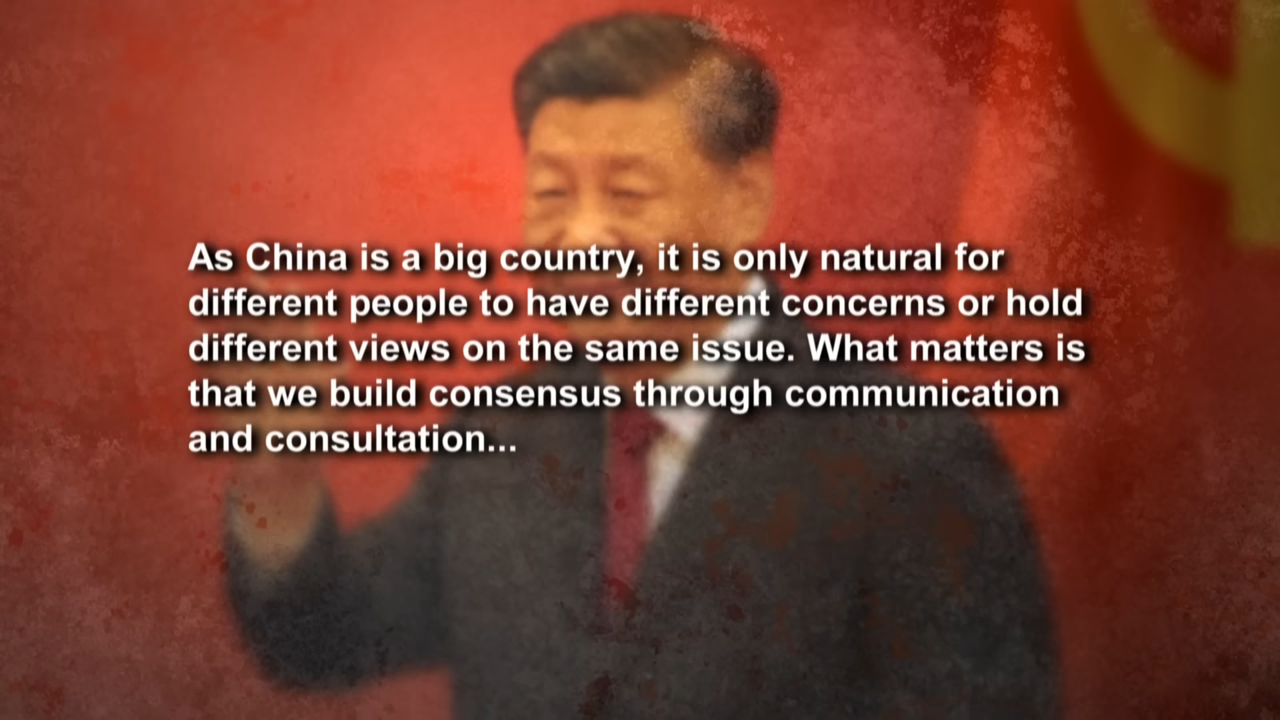 As China is a big country, it is only natural for
different people to have different concerns or hold
different views on the same issue. What matters is
that we build consensus through communication
and consultation...